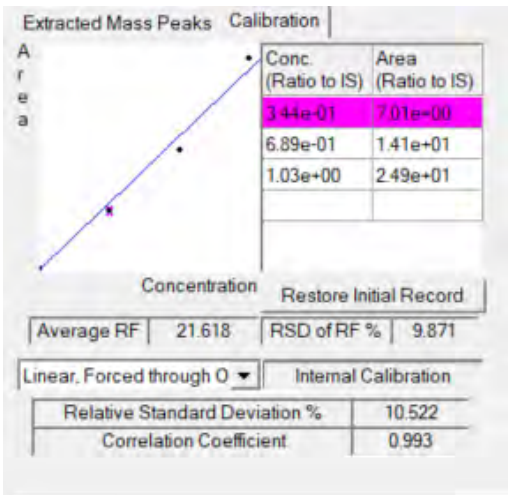 Extracted Mass Peaks Calibration
A
r
e
a
Conc. (Ratio to IS) Area (Ratio to IS)
3.44e-01 7.01e+00
6.89e-01 1.41e+01
1.03e+00 2.49e+01
Concentration
Restore Initial Record
Average RF 21.618 RSD of RF % 9.871
Linear, Forced through O Internal Calibration
Relative Standard Deviation % 10.522
Correlation Coefficient 0.993